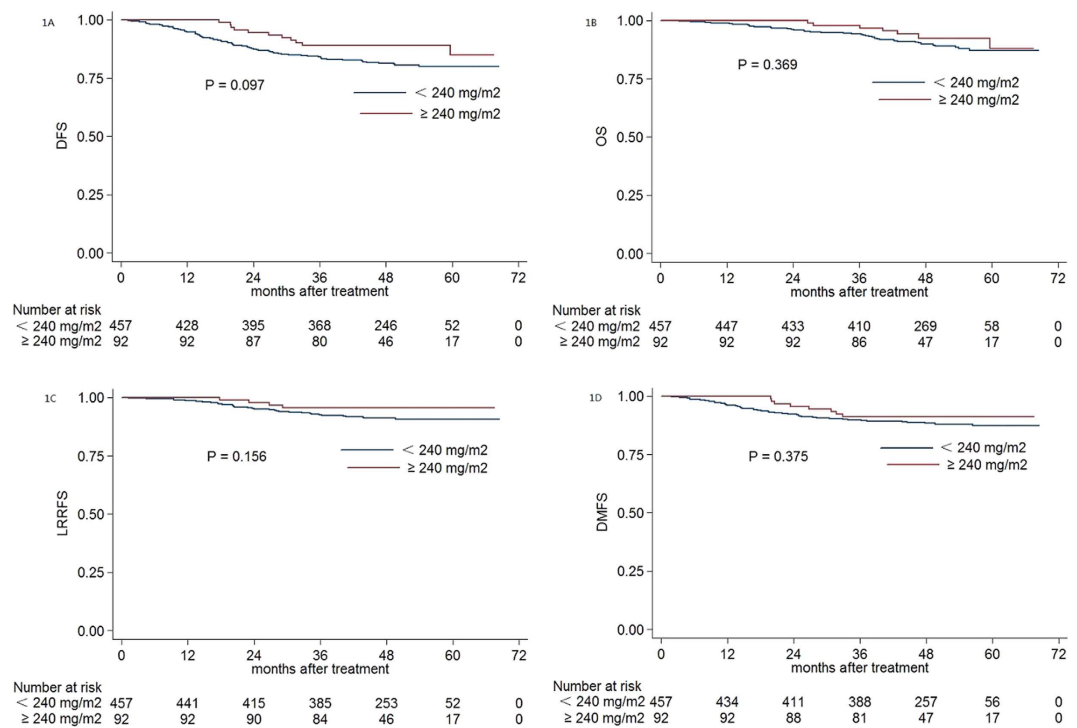 1A
1.00
0.75
0.50
0.25
0.00
DFS
P = 0.097
< 240 mg/m2
≥ 240 mg/m2
0 12 24 36 48 60 72
months after treatment
Number at risk
< 240 mg/m2 457 428 395 368 246 52 0
≥ 240 mg/m2 92 92 87 80 46 17 0
1B
1.00
0.75
0.50
0.25
0.00
OS
P = 0.369
< 240 mg/m2
≥ 240 mg/m2
0 12 24 36 48 60 72
months after treatment
Number at risk
< 240 mg/m2 457 447 433 410 269 58 0
≥ 240 mg/m2 92 92 92 86 47 17 0
1C
1.00
0.75
0.50
0.25
0.00
LRRFS
P = 0.156
< 240 mg/m2
≥ 240 mg/m2
0 12 24 36 48 60 72
months after treatment
Number at risk
< 240 mg/m2 457 441 415 385 253 52 0
≥ 240 mg/m2 92 92 90 84 46 17 0
1D
1.00
0.75
0.50
0.25
0.00
DMFS
P = 0.375
< 240 mg/m2
≥ 240 mg/m2
0 12 24 36 48 60 72
months after treatment
Number at risk
< 240 mg/m2 457 434 411 388 257 56 0
≥ 240 mg/m2 92 92 88 81 47 17 0